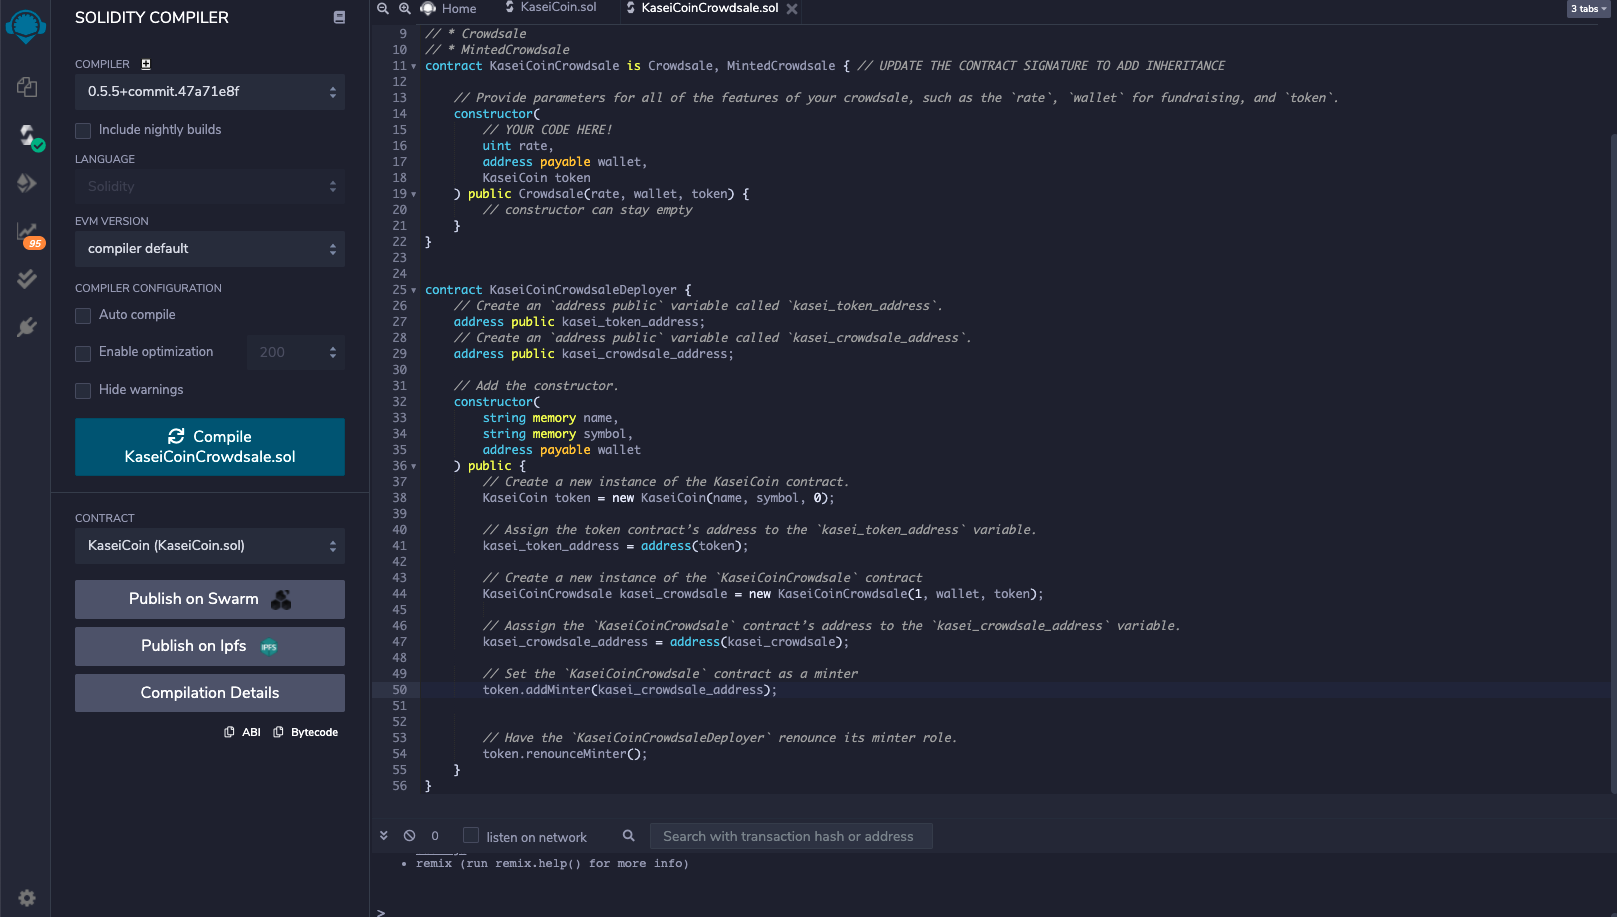 SOLIDITY COMPILER
COMPILER
0.5.5+commit.47a71e8f
Include nightly builds
LANGUAGE
Solidity
EVM VERSION
compiler default
COMPILER CONFIGURATION
Auto compile
Enable optimization 200
Hide warnings
Compile
KaseiCoinCrowdsale.sol
CONTRACT
KaseiCoin (KaseiCoin.sol)
Publish on Swarm
Publish on Ipfs IPFS
Compilation Details
ABI Bytecode
95
Home KaseiCoin.sol KaseiCoinCrowdsale.sol 3 tabs
9 // * Crowdsale
10 // * MintedCrowdsale
11 contract KaseiCoinCrowdsale is Crowdsale, MintedCrowdsale { // UPDATE THE CONTRACT SIGNATURE TO ADD INHERITANCE
12
13 // Provide parameters for all of the features of your crowdsale, such as the `rate`, `wallet` for fundraising, and `token`.
14 constructor(
15 // YOUR CODE HERE!
16 uint rate,
17 address payable wallet,
18 KaseiCoin token
19 ) public Crowdsale(rate, wallet, token) {
20 // constructor can stay empty
21 }
22 }
23
24
25 contract KaseiCoinCrowdsaleDeployer {
26 // Create an `address public` variable called `kasei_token_address`.
27 address public kasei_token_address;
28 // Create an `address public` variable called `kasei_crowdsale_address`.
29 address public kasei_crowdsale_address;
30
31 // Add the constructor.
32 constructor(
33 string memory name,
34 string memory symbol,
35 address payable wallet
36 ) public {
37 // Create a new instance of the KaseiCoin contract.
38 KaseiCoin token = new KaseiCoin(name, symbol, 0);
39
40 // Assign the token contract’s address to the `kasei_token_address` variable.
41 kasei_token_address = address(token);
42
43 // Create a new instance of the `KaseiCoinCrowdsale` contract
44 KaseiCoinCrowdsale kasei_crowdsale = new KaseiCoinCrowdsale(1, wallet, token);
45
46 // Aassign the `KaseiCoinCrowdsale` contract’s address to the `kasei_crowdsale_address` variable.
47 kasei_crowdsale_address = address(kasei_crowdsale);
48
49 // Set the `KaseiCoinCrowdsale` contract as a minter
50 token.addMinter(kasei_crowdsale_address);
51
52
53 // Have the `KaseiCoinCrowdsaleDeployer` renounce its minter role.
54 token.renounceMinter();
55 }
56 }
0 listen on network Search with transaction hash or address
• remix (run remix.help() for more info)
>